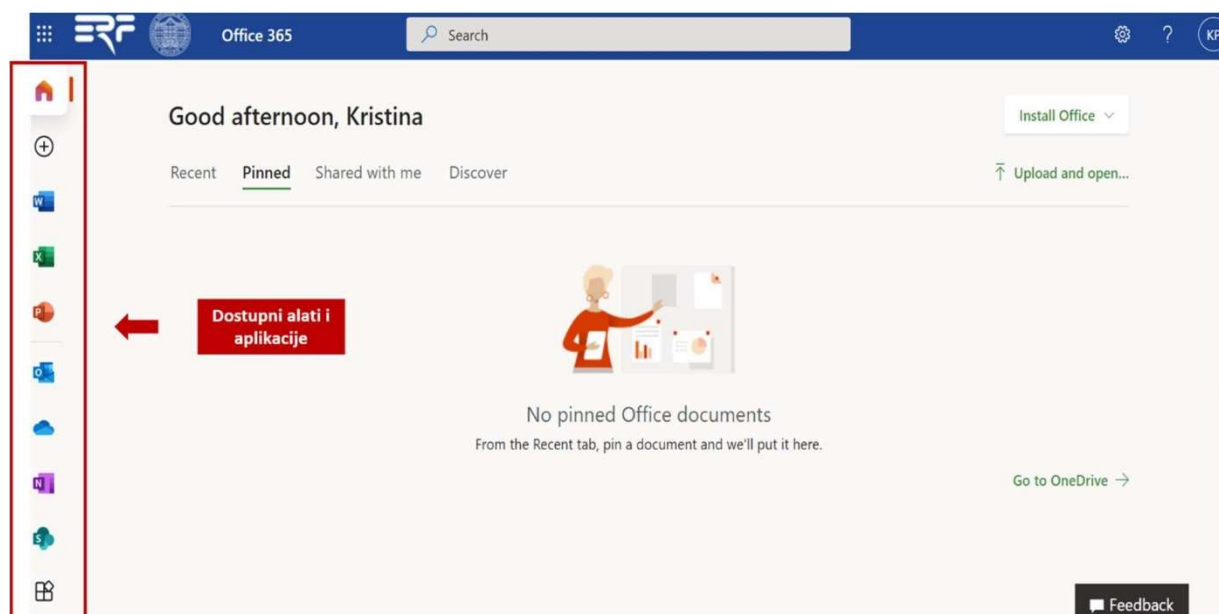 ERF
Office 365
Search
?
KP
Good afternoon, Kristina
Install Office
Recent Pinned Shared with me Discover
Upload and open...
W
X
P
Dostupni alati i
aplikacije
O
No pinned Office documents
From the Recent tab, pin a document and we'll put it here.
N
Go to OneDrive →
S
Feedback